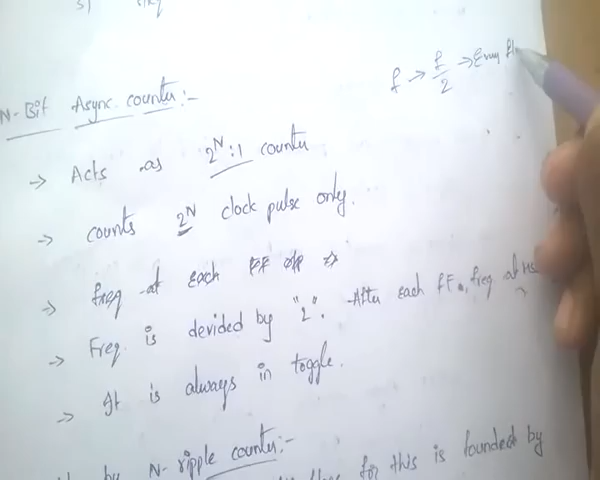 f → f/2 → Every
N-Bit Async. counter:-
→ Acts as 2^N:1 counter
→ counts 2^N clock pulse only.
→ freq at each
→ Freq. is devided by "2". After each FF, freq at
→ It is always in toggle.
N-ripple counter:-
for this is founded by